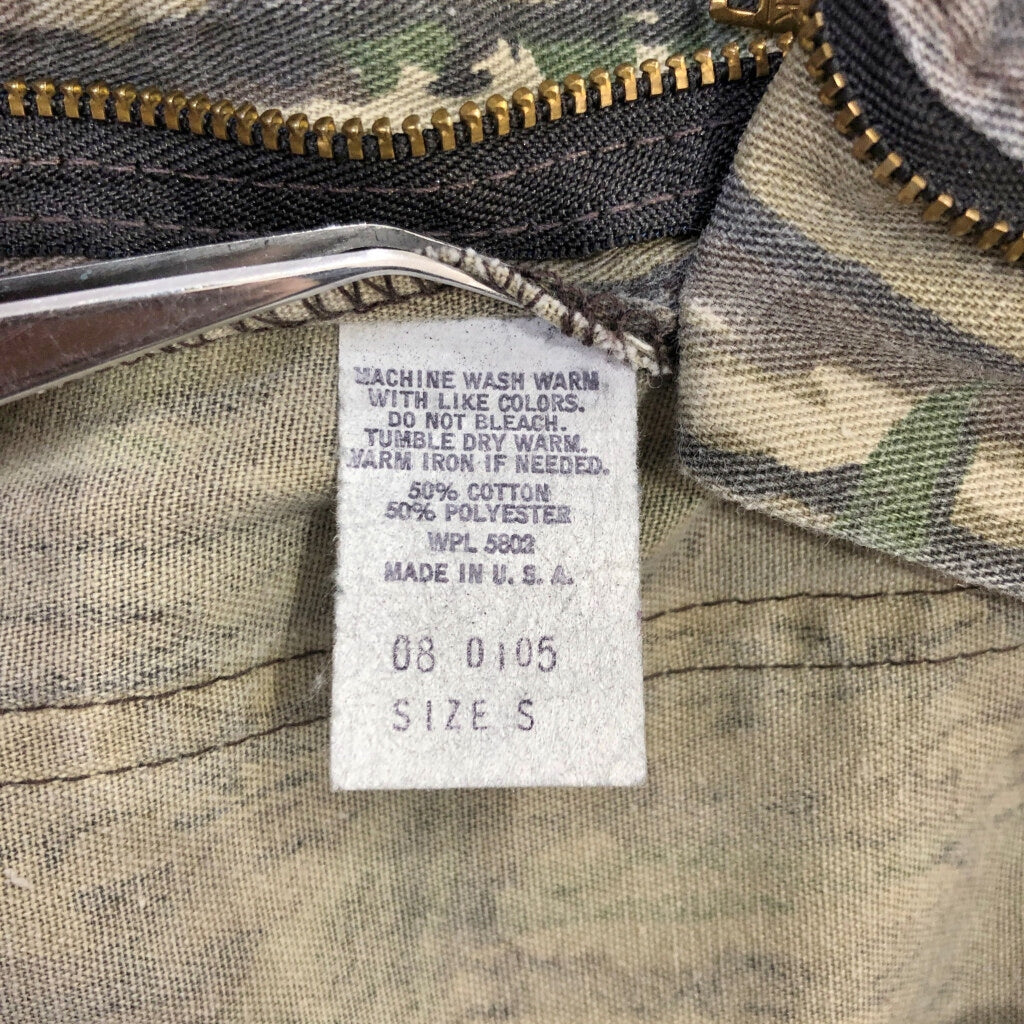 MACHINE WASH WARM
WITH LIKE COLORS.
DO NOT BLEACH.
TUMBLE DRY WARM.
WARM IRON IF NEEDED.
50% COTTON
50% POLYESTER
WPL 5802
MADE IN U. S. A.
08 0105
SIZE S